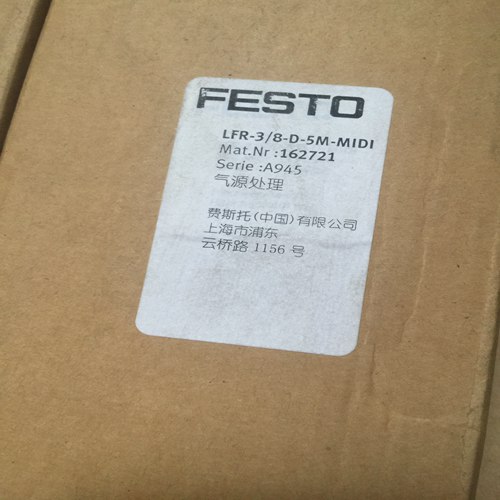 FESTO
LFR-3/8-D-5M-MIDI
Mat.Nr :162721
Serie :A945
气源处理
费斯托(中国)有限公司
上海市浦东
云桥路 1156 号